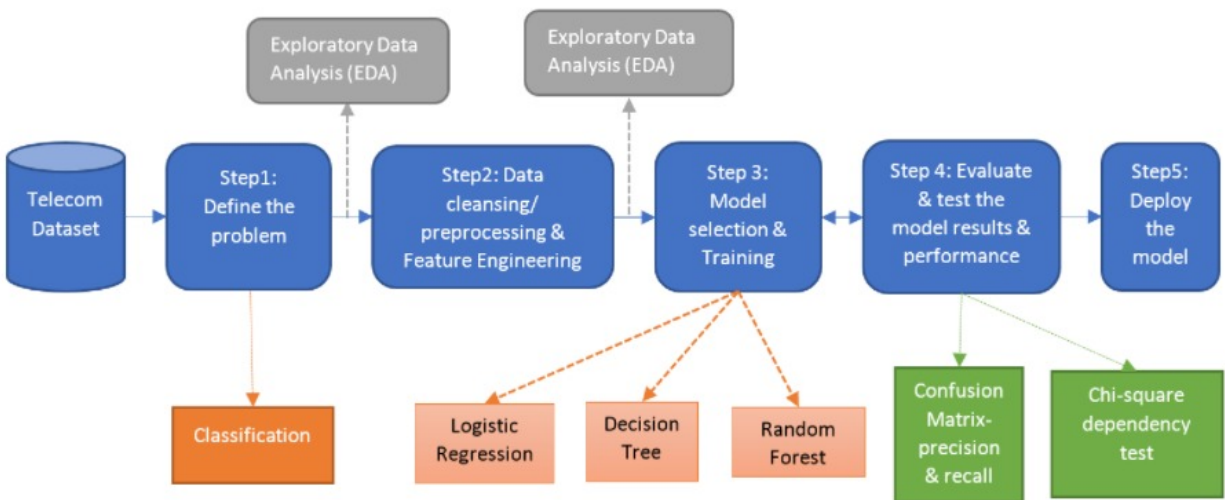 Exploratory Data
Analysis (EDA)
Exploratory Data
Analysis (EDA)
Telecom
Dataset
Step1:
Define the
problem
Step2: Data
cleansing/
preprocessing &
Feature Engineering
Step 3:
Model
selection &
Training
Step 4: Evaluate
& test the
model results &
performance
Step5:
Deploy
the
model
Classification
Logistic
Regression
Decision
Tree
Random
Forest
Confusion
Matrix-
precision
& recall
Chi-square
dependency
test